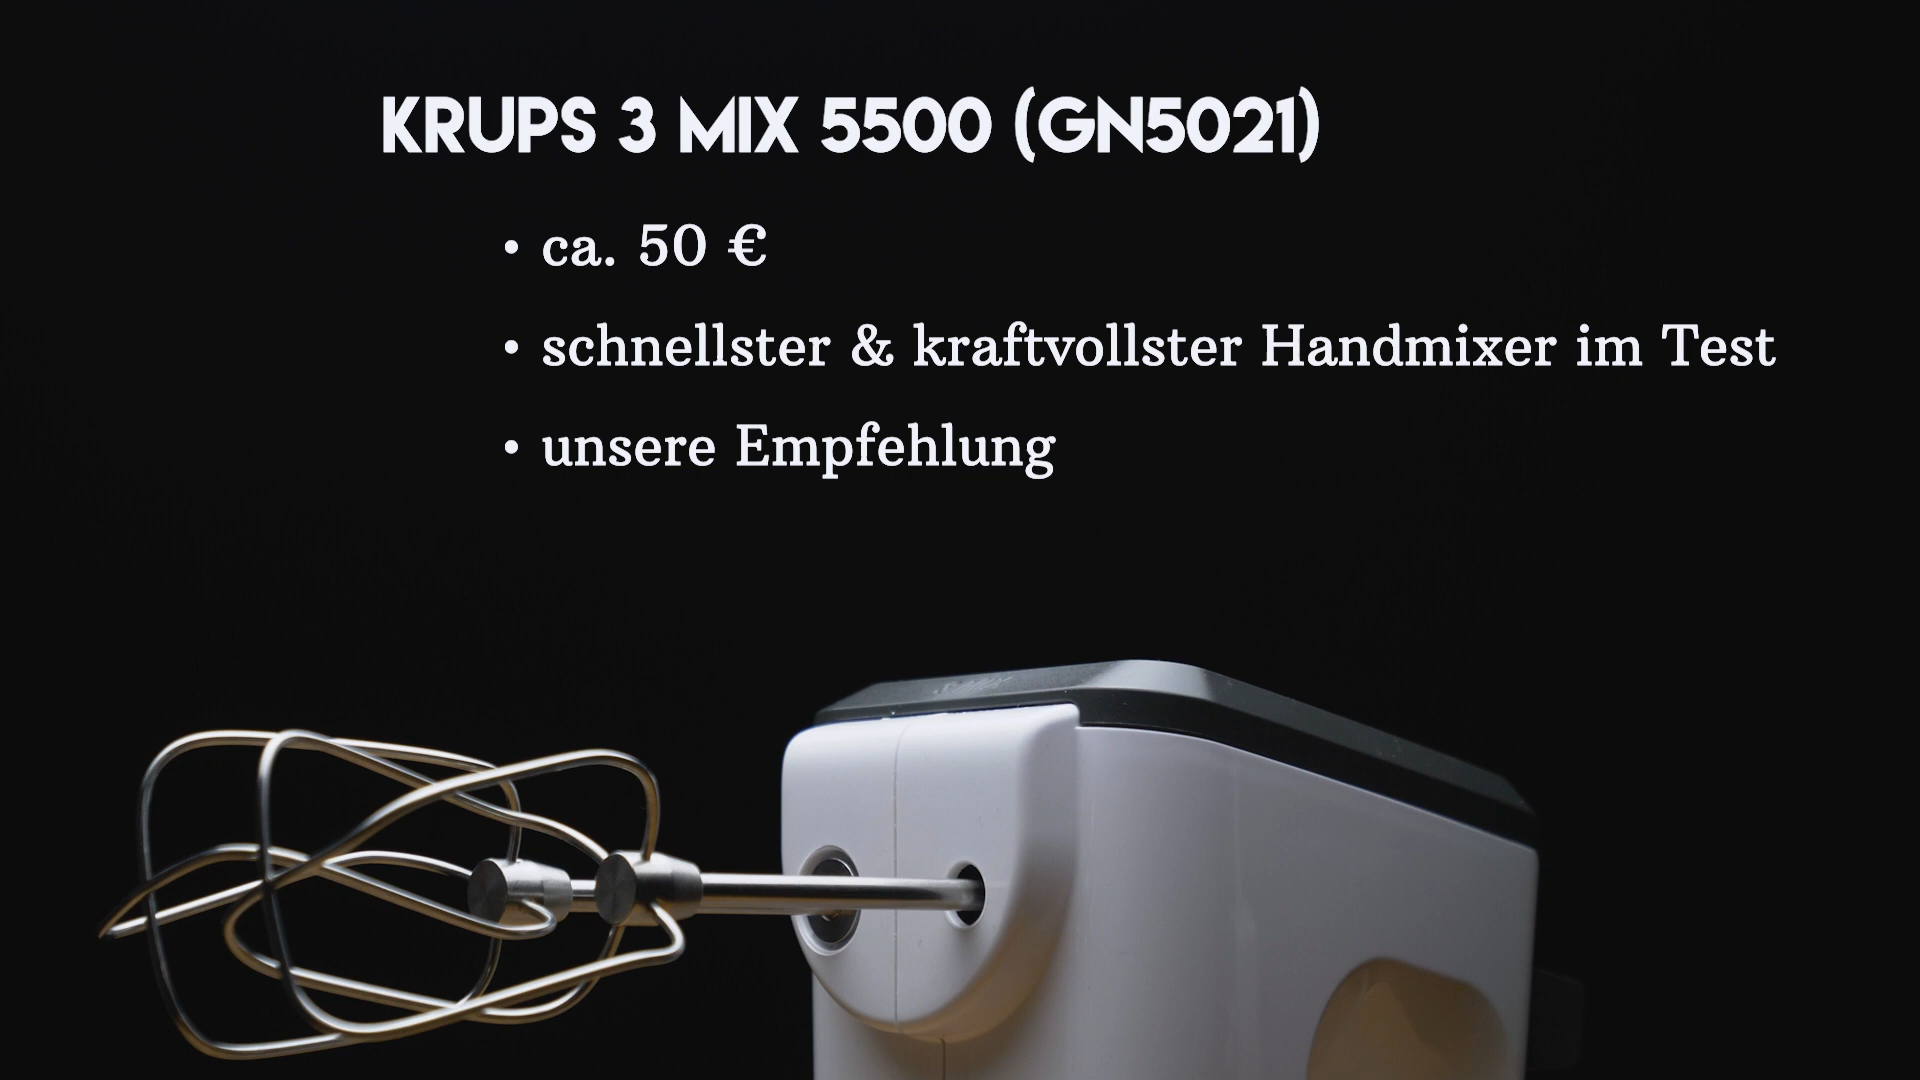 KRUPS 3 MIX 5500 (GN5021)
• ca. 50 €
• schnellster & kraftvollster Handmixer im Test
• unsere Empfehlung